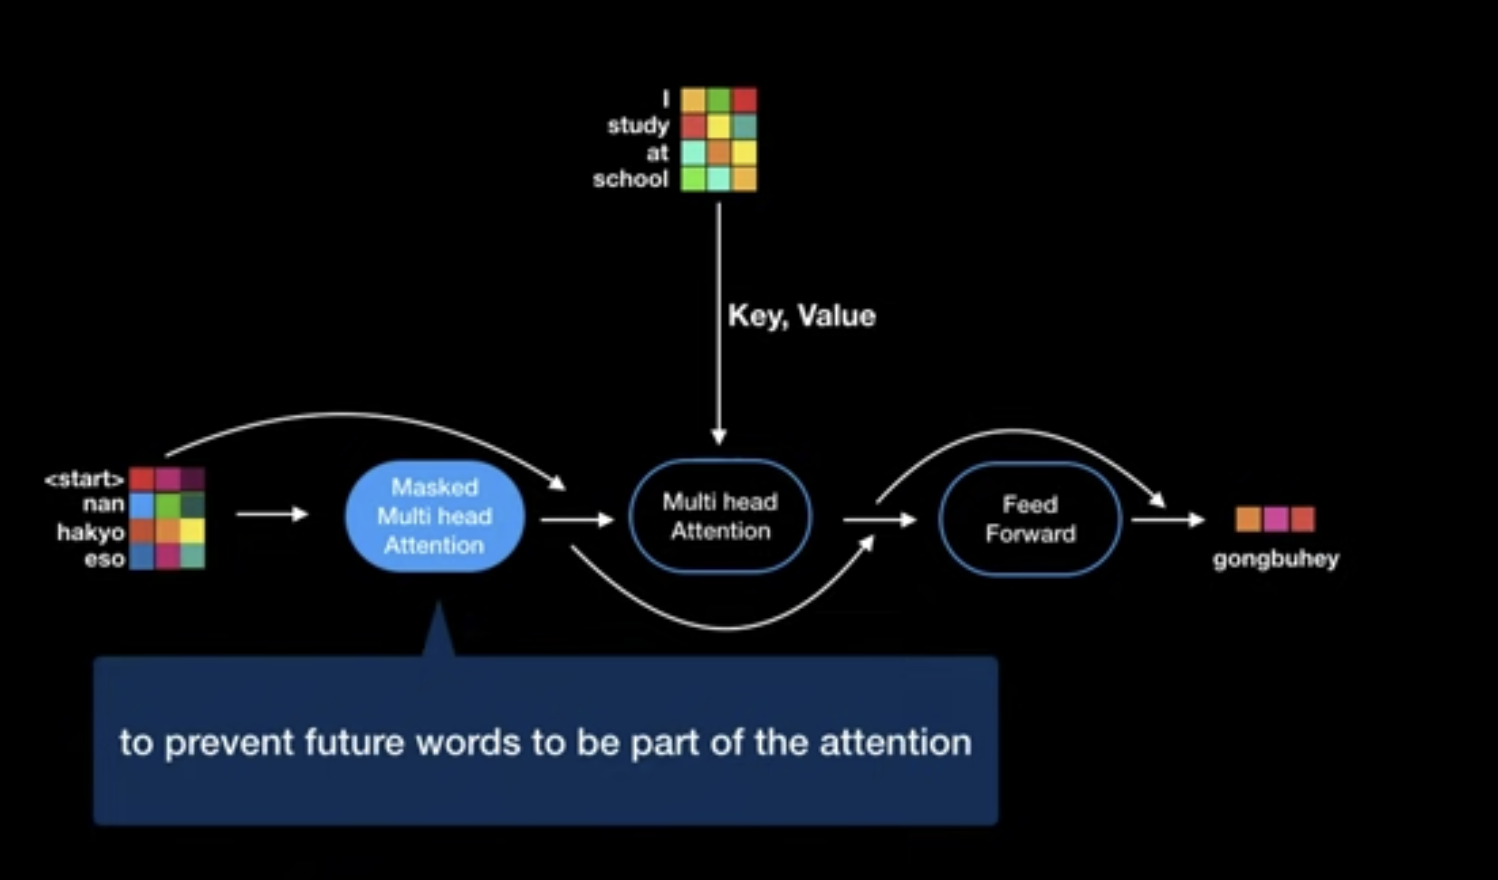 I
study
at
school
Key, Value
<start>
nan
hakyo
eso
Masked
Multi head
Attention
Multi head
Attention
Feed
Forward
gongbuhey
to prevent future words to be part of the attention